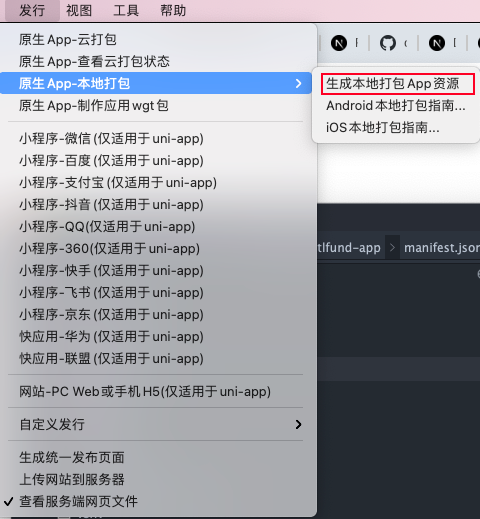 发行 视图 工具 帮助
原生App-云打包
原生App-查看云打包状态
原生App-本地打包
原生App-制作应用wgt包
生成本地打包App资源
Android本地打包指南...
iOS本地打包指南...
小程序-微信(仅适用于uni-app)
小程序-百度(仅适用于uni-app)
小程序-支付宝(仅适用于uni-app)
小程序-抖音(仅适用于uni-app)
小程序-QQ(仅适用于uni-app)
小程序-360(仅适用于uni-app)
小程序-快手(仅适用于uni-app)
小程序-飞书(仅适用于uni-app)
小程序-京东(仅适用于uni-app)
快应用-华为(仅适用于uni-app)
快应用-联盟(仅适用于uni-app)
tlfund-app > manifest.json
网站-PC Web或手机H5(仅适用于uni-app)
自定义发行
生成统一发布页面
上传网站到服务器
✓ 查看服务端网页文件